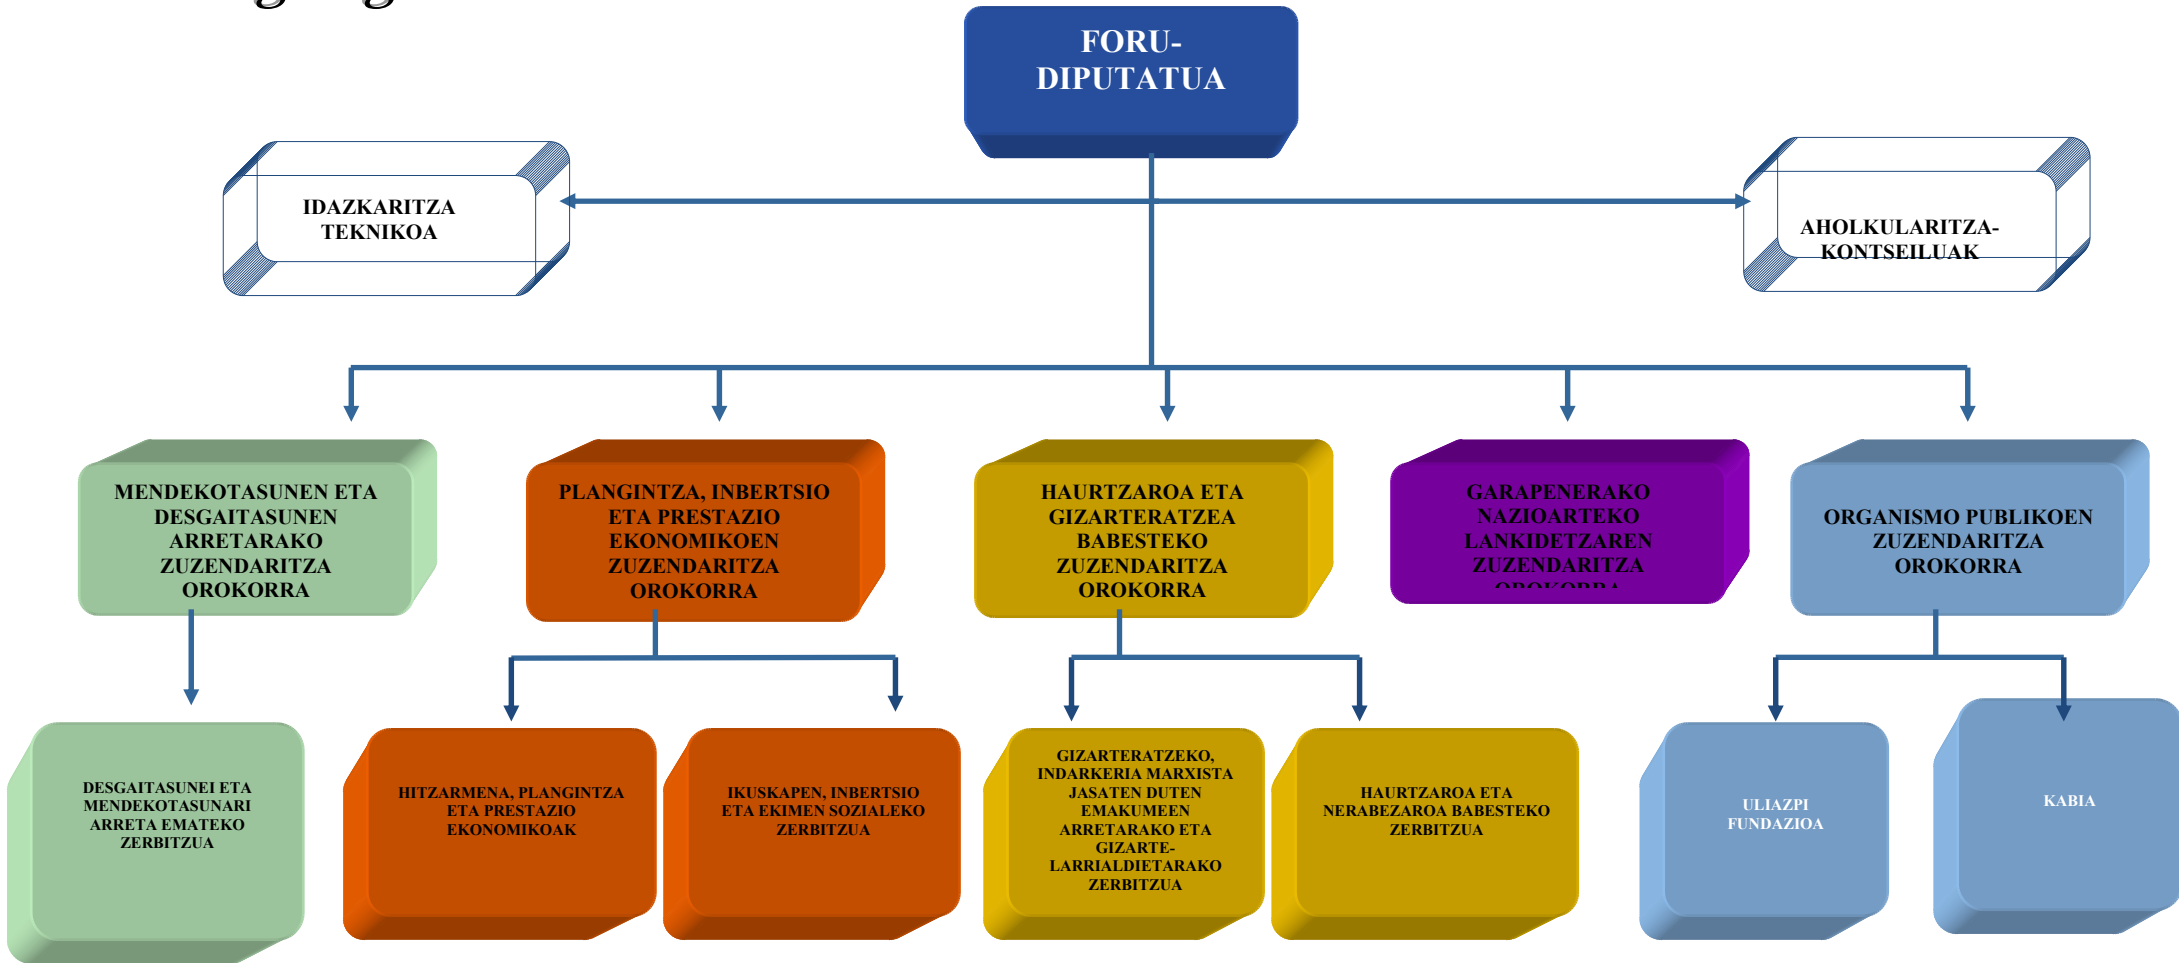 FORU-
DIPUTATUA
IDAZKARITZA
TEKNIKOA
AHOLKULARITZA-
KONTSEILUAK
MENDEKOTASUNEN ETA
DESGAITASUNEN
ARRETARAKO
ZUZENDARITZA
OROKORRA
PLANGINTZA, INBERTSIO
ETA PRESTAZIO
EKONOMIKOEN
ZUZENDARITZA
OROKORRA
HAURTZAROA ETA
GIZARTERATZEA
BABESTEKO
ZUZENDARITZA
OROKORRA
GARAPENERAKO
NAZIOARTEKO
LANKIDETZAREN
ZUZENDARITZA
OROKORRA
ORGANISMO PUBLIKOEN
ZUZENDARITZA
OROKORRA
DESGAITASUNEI ETA
MENDEKOTASUNARI
ARRETA EMATEKO
ZERBITZUA
HITZARMENA, PLANGINTZA
ETA PRESTAZIO
EKONOMIKOAK
IKUSKAPEN, INBERTSIO
ETA EKIMEN SOZIALEKO
ZERBITZUA
GIZARTERATZEKO,
INDARKERIA MARXISTA
JASATEN DUTEN
EMAKUMEEN
ARRETARAKO ETA
GIZARTE-
LARRIALDIETARAKO
ZERBITZUA
HAURTZAROA ETA
NERABEZAROA BABESTEKO
ZERBITZUA
ULIAZPI
FUNDAZIOA
KABIA